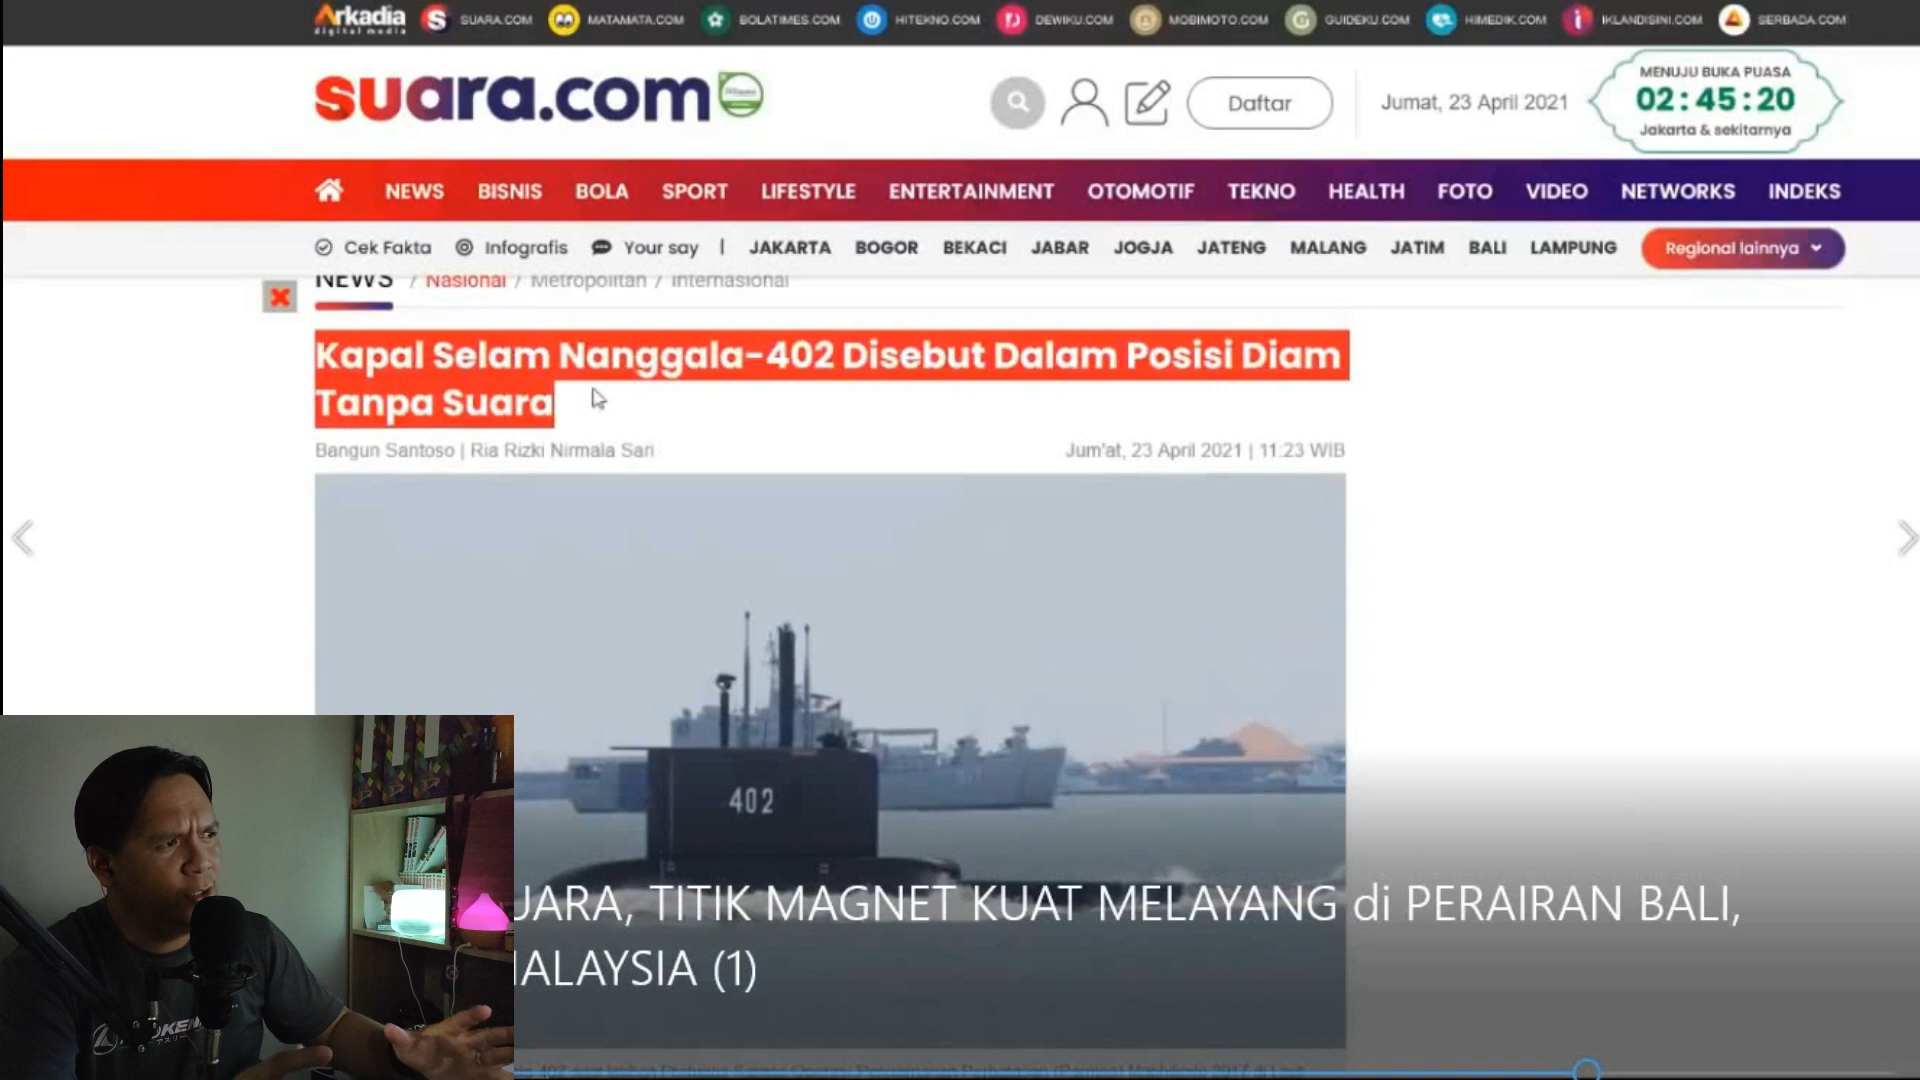 Arkadia
digital media
SUARA.COM
MATAMATA.COM
BOLATIMES.COM
HITEKNO.COM
DEWIKU.COM
MOBIMOTO.COM
GUIDEKU.COM
HIMEDIK.COM
IKLANDISINI.COM
SERBADA.COM
suara.com
Daftar
Jumat, 23 April 2021
MENUJU BUKA PUASA
02:45:20
Jakarta & sekitarnya
NEWS BISNIS BOLA SPORT LIFESTYLE ENTERTAINMENT OTOMOTIF TEKNO HEALTH FOTO VIDEO NETWORKS INDEKS
Cek Fakta Infografis Your say | JAKARTA BOGOR BEKACI JABAR JOGJA JATENG MALANG JATIM BALI LAMPUNG Regional lainnya
NEWS / Nasional / Metropolitan / Internasional
Kapal Selam Nanggala-402 Disebut Dalam Posisi Diam
Tanpa Suara
Bangun Santoso | Ria Rizki Nirmala Sari
Jum'at, 23 April 2021 | 11:23 WIB
402
UARA, TITIK MAGNET KUAT MELAYANG di PERAIRAN BALI,
ALAYSIA (1)